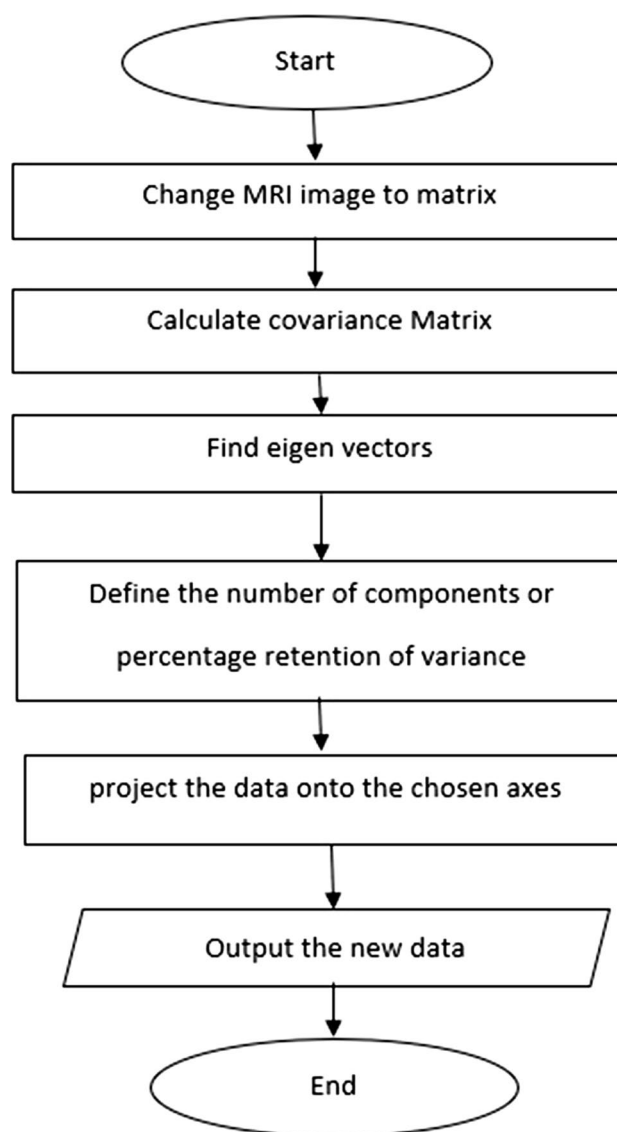 Start
Change MRI image to matrix
Calculate covariance Matrix
Find eigen vectors
Define the number of components or
percentage retention of variance
project the data onto the chosen axes
Output the new data
End